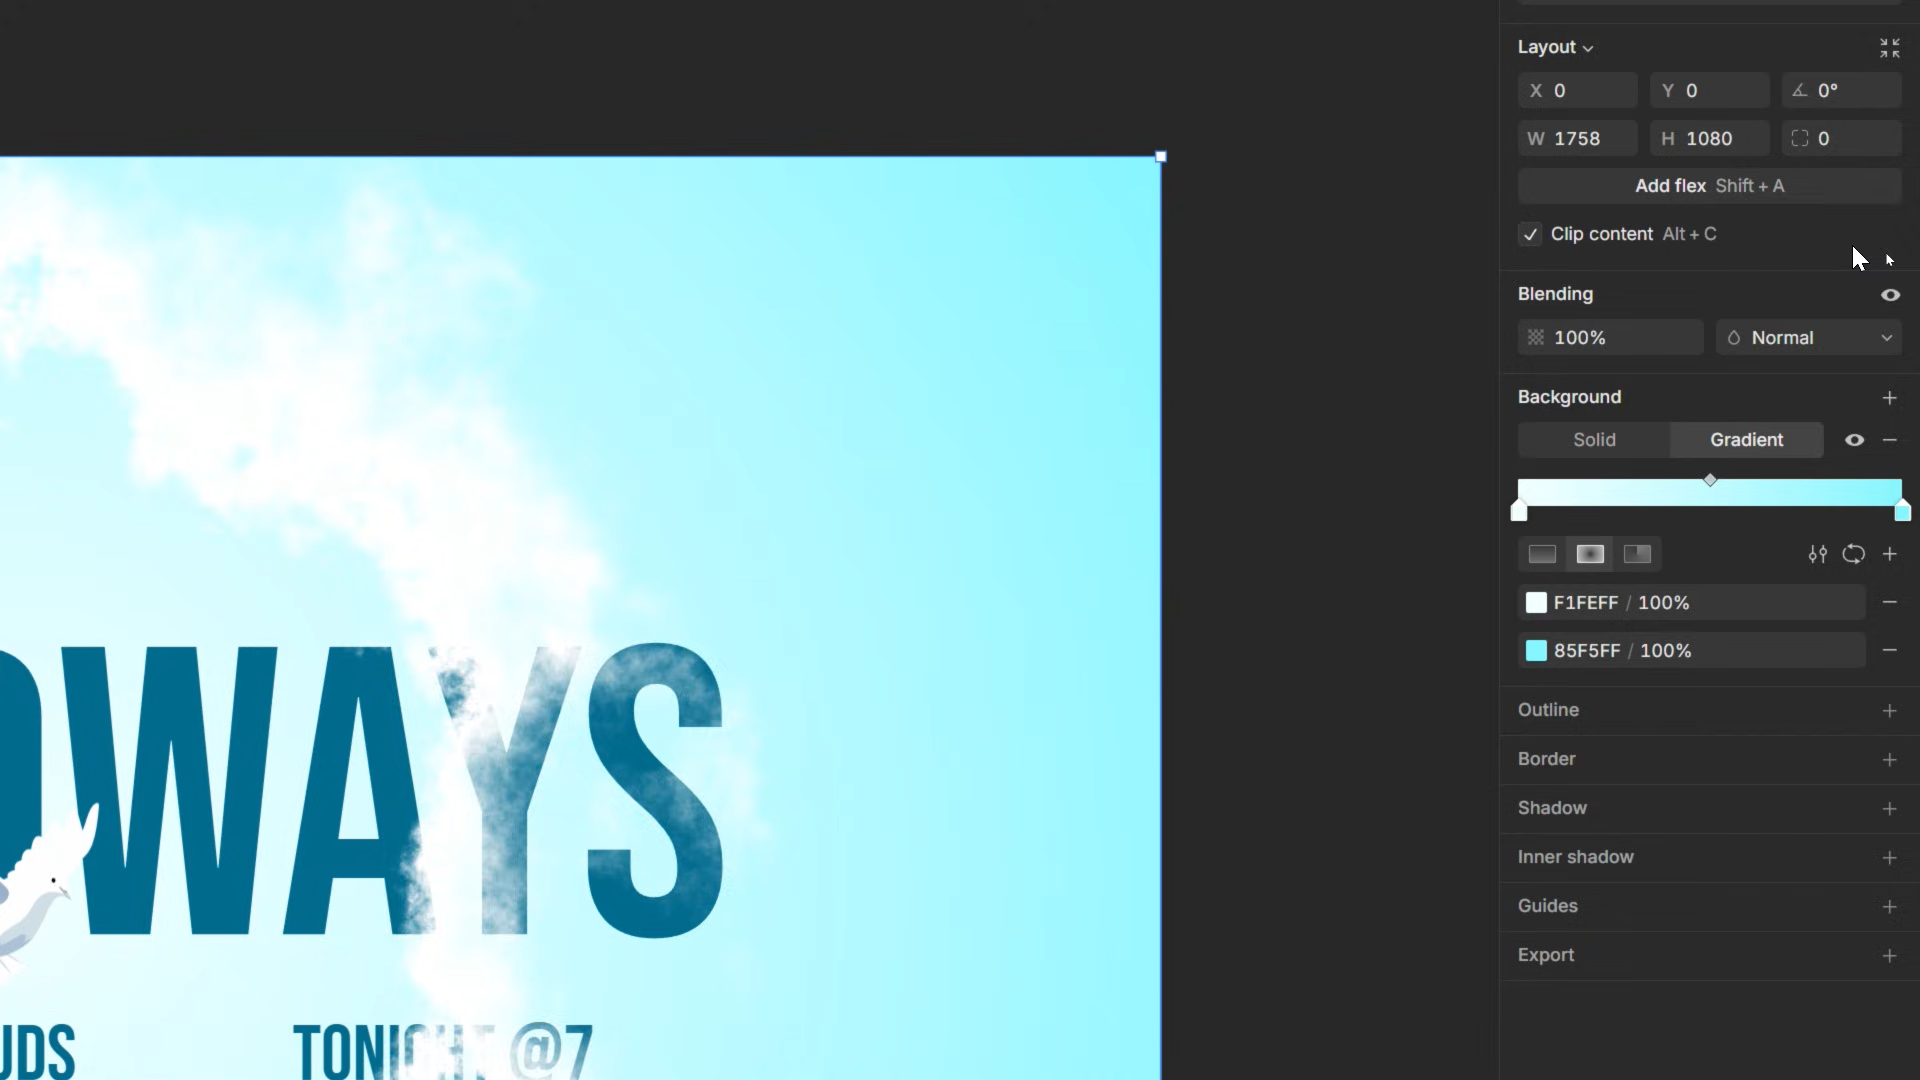 Layout
X 0 Y 0 0°
W 1758 H 1080 0
Add flex Shift + A
Clip content Alt + C
Blending
100% Normal
Background
Solid Gradient
F1FEFF / 100%
85F5FF / 100%
Outline
Border
Shadow
Inner shadow
Guides
Export
OWAYS
UDS TONIGHT @7